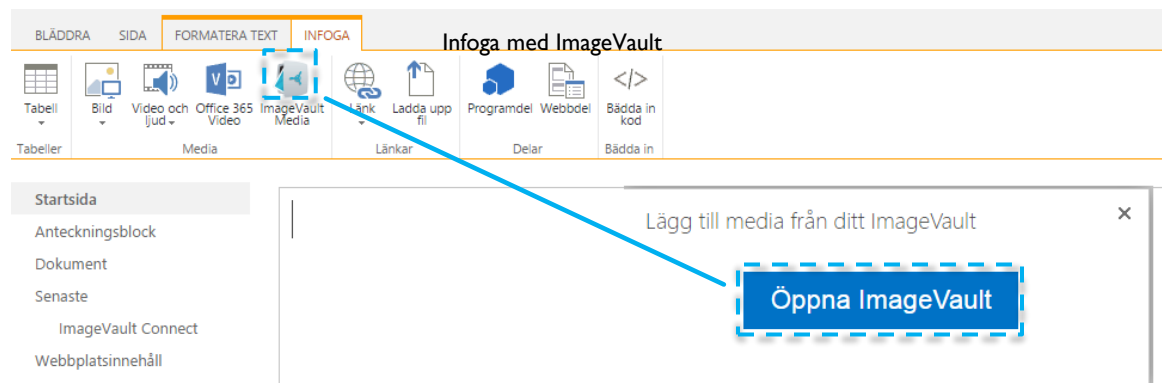 BLÄDDRA SIDA FORMATERA TEXT INFOGA
Infoga med ImageVault
Tabell
Bild
Video och
ljud
Office 365
Video
ImageVault
Media
Länk
Ladda upp
fil
Programdel
Webbdel
</>
Bädda in
kod
Tabeller Media Länkar Delar Bädda in
Startsida
Anteckningsblock
Dokument
Senaste
ImageVault Connect
Webbplatsinnehåll
Lägg till media från ditt ImageVault
Öppna ImageVault